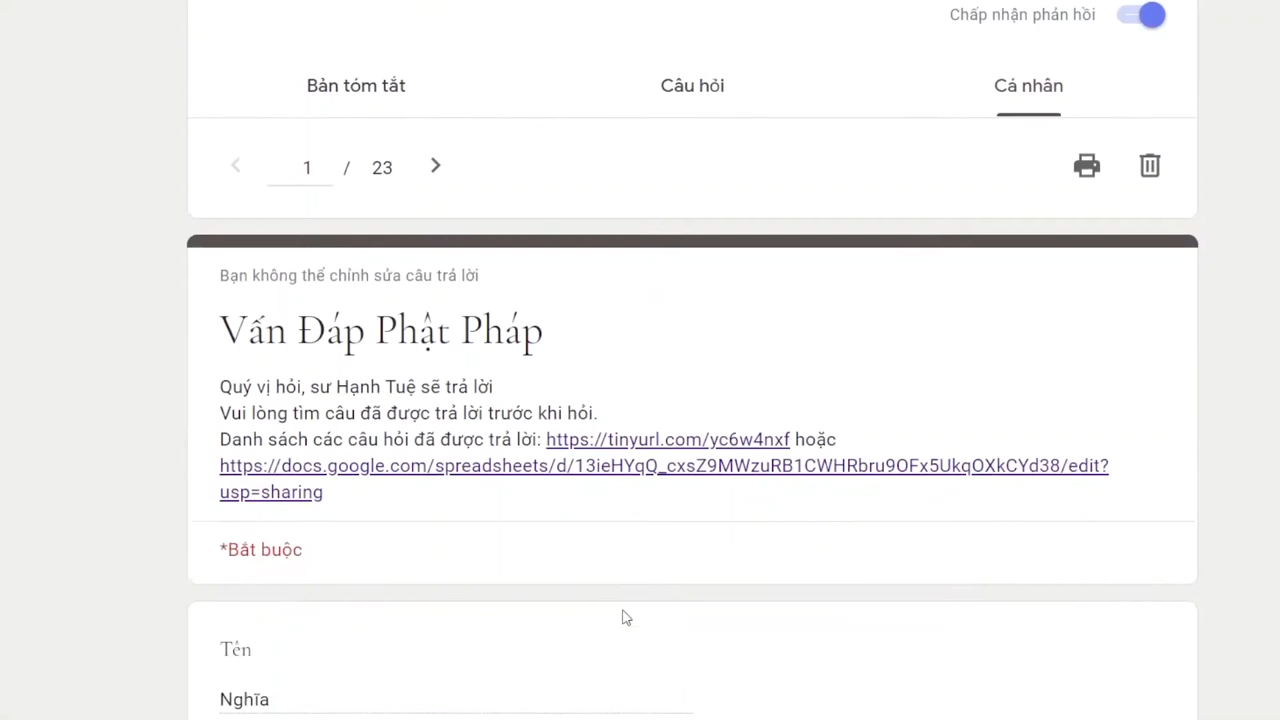 Chấp nhận phản hồi
Bản tóm tắt Câu hỏi Cá nhân
1 / 23
Bạn không thể chỉnh sửa câu trả lời
Vấn Đáp Phật Pháp
Quý vị hỏi, sư Hạnh Tuệ sẽ trả lời
Vui lòng tìm câu đã được trả lời trước khi hỏi.
Danh sách các câu hỏi đã được trả lời: https://tinyurl.com/yc6w4nxf hoặc
https://docs.google.com/spreadsheets/d/13ieHYqQ_cxsZ9MWzuRB1CWHRbru9OFx5UkqOXkCYd38/edit?
usp=sharing
*Bắt buộc
Tên
Nghĩa